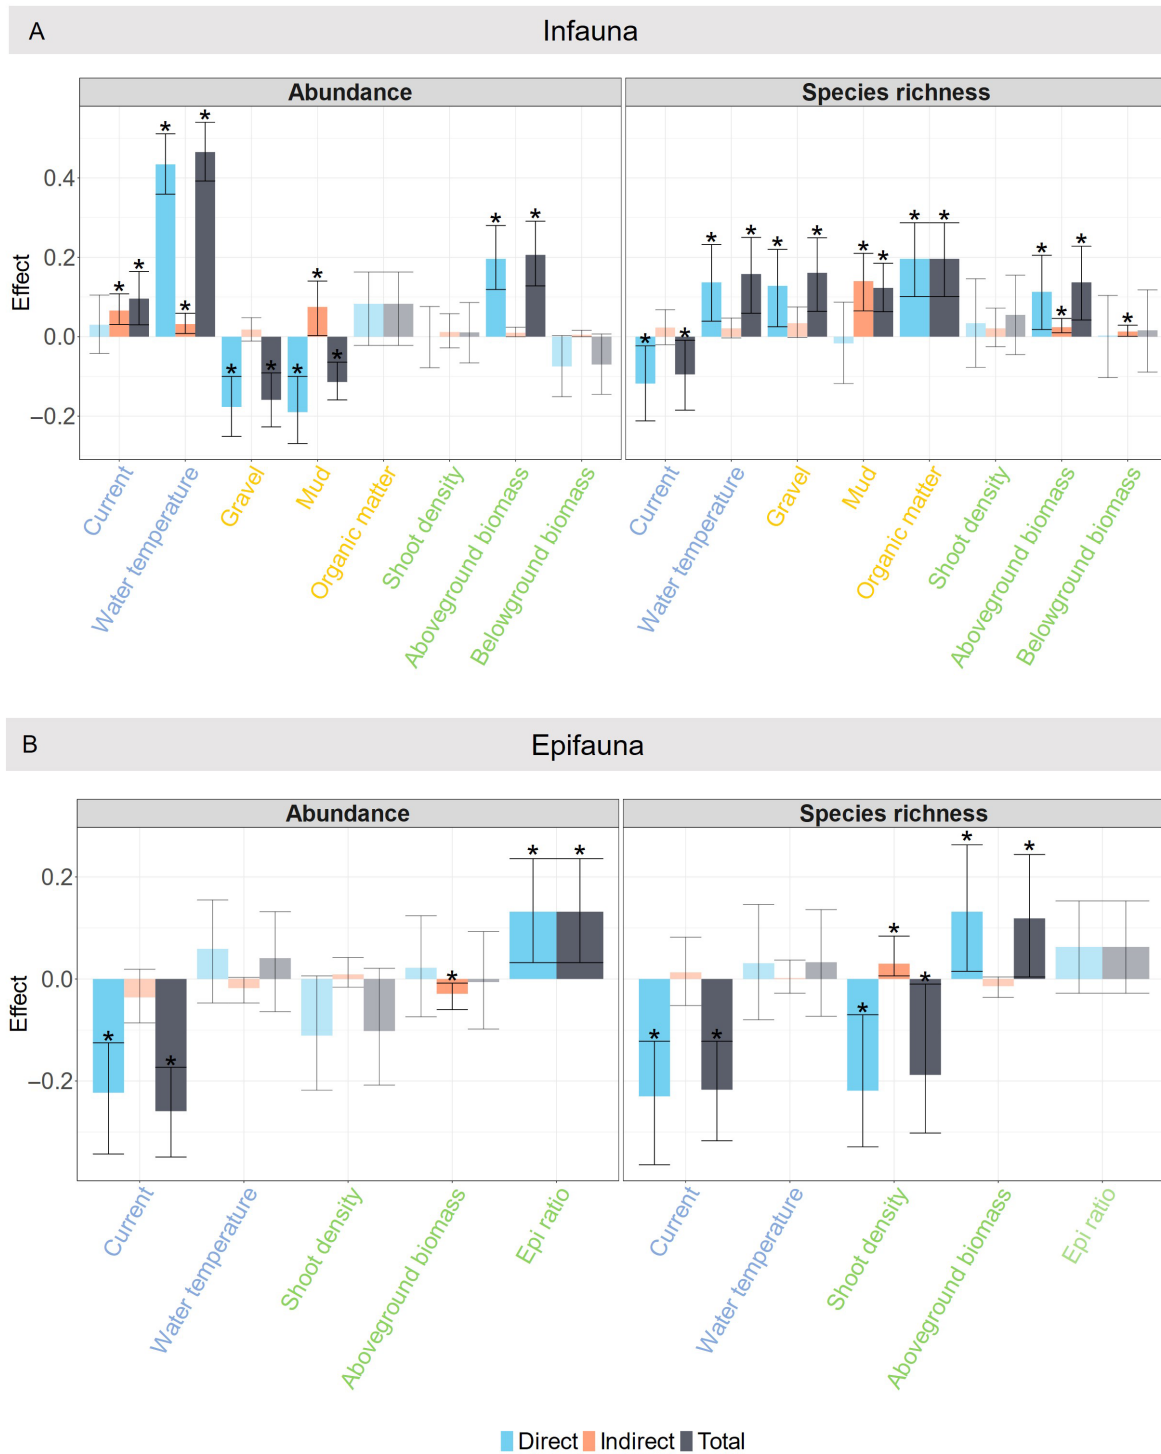 A
Infauna
Abundance
Species richness
Effect
0.4
0.2
0.0
−0.2
* * * * * * * * * * * *
* * * * * * * * * * * * * * * *
Current
Water temperature
Gravel
Mud
Organic matter
Shoot density
Aboveground biomass
Belowground biomass
Current
Water temperature
Gravel
Mud
Organic matter
Shoot density
Aboveground biomass
Belowground biomass
B
Epifauna
Abundance
Species richness
Effect
0.2
0.0
−0.2
* * * * *
* * * * * * *
Current
Water temperature
Shoot density
Aboveground biomass
Epi ratio
Current
Water temperature
Shoot density
Aboveground biomass
Epi ratio
Direct Indirect Total